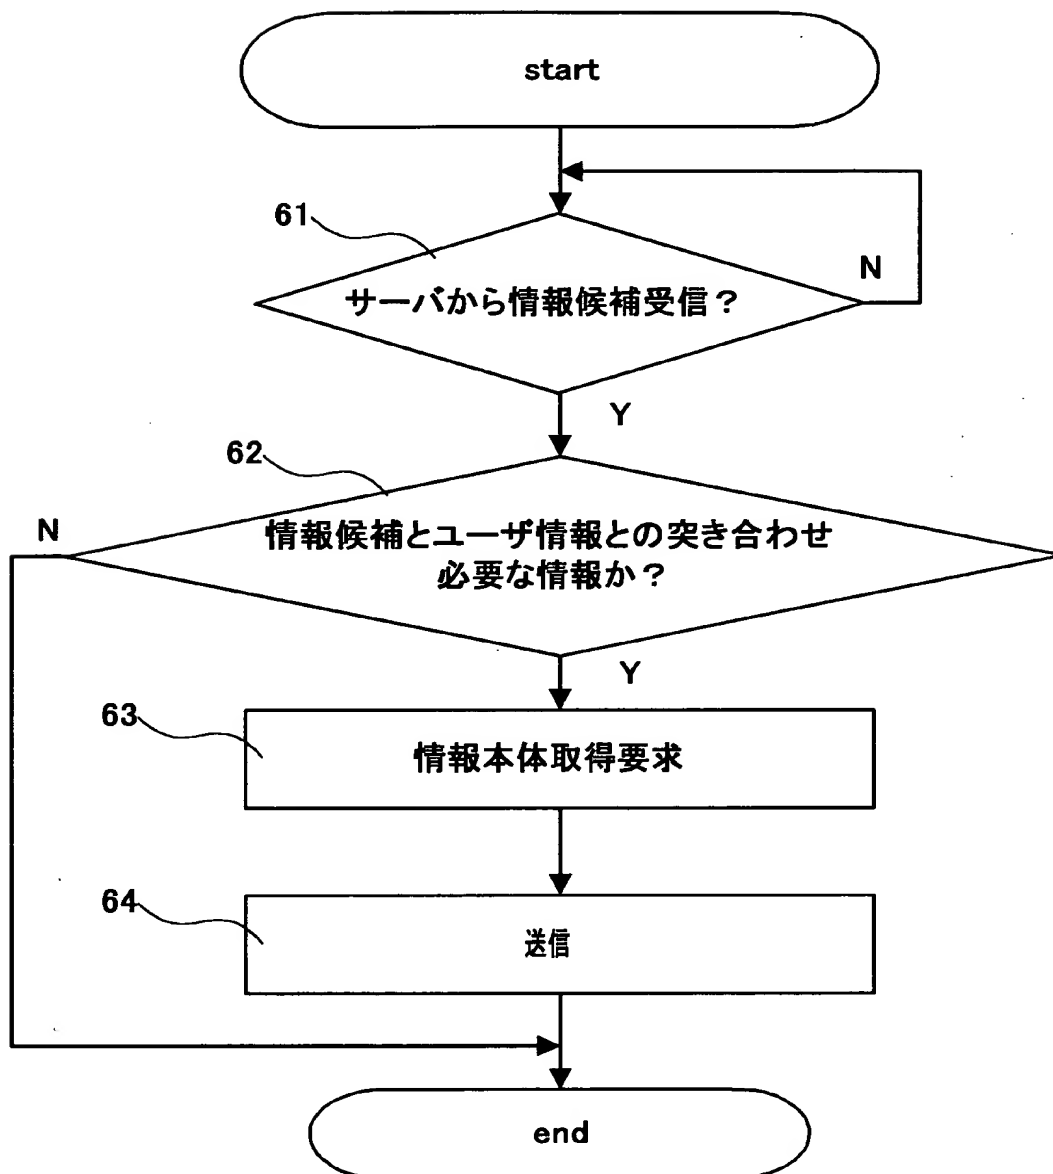 start
61
サーバから情報候補受信？
N
Y
62
N
情報候補とユーザ情報との突き合わせ
必要な情報か？
Y
63
情報本体取得要求
64
送信
end